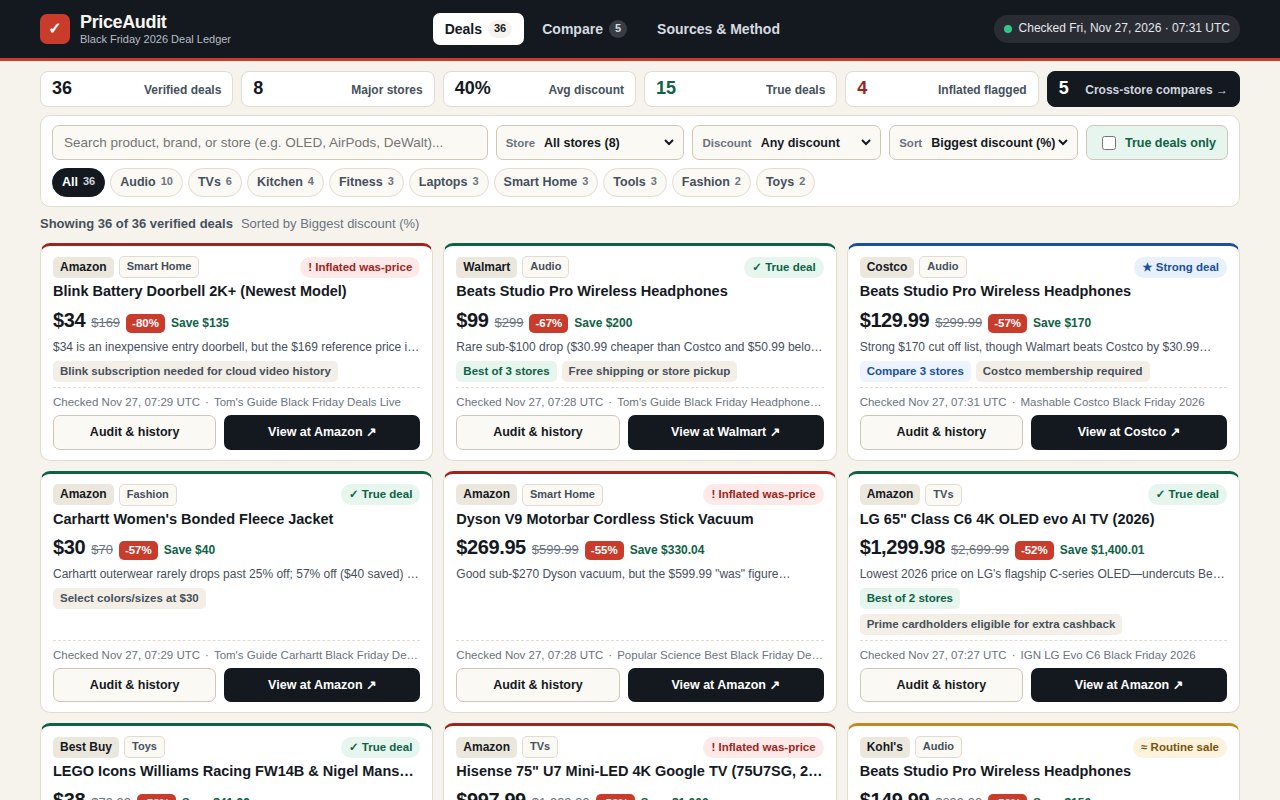 ✓ PriceAudit
Black Friday 2026 Deal Ledger
Deals 36 Compare 5 Sources & Method
Checked Fri, Nov 27, 2026 · 07:31 UTC
36 Verified deals
8 Major stores
40% Avg discount
15 True deals
4 Inflated flagged
5 Cross-store compares →
Search product, brand, or store (e.g. OLED, AirPods, DeWalt)...
Store All stores (8)
Discount Any discount
Sort Biggest discount (%)
True deals only
All 36 Audio 10 TVs 6 Kitchen 4 Fitness 3 Laptops 3 Smart Home 3 Tools 3 Fashion 2 Toys 2
Showing 36 of 36 verified deals Sorted by Biggest discount (%)
Amazon Smart Home ! Inflated was-price
Blink Battery Doorbell 2K+ (Newest Model)
$34 $169 -80% Save $135
$34 is an inexpensive entry doorbell, but the $169 reference price i…
Blink subscription needed for cloud video history
Checked Nov 27, 07:29 UTC · Tom's Guide Black Friday Deals Live
Audit & history View at Amazon ↗
Walmart Audio ✓ True deal
Beats Studio Pro Wireless Headphones
$99 $299 -67% Save $200
Rare sub-$100 drop ($30.99 cheaper than Costco and $50.99 belo…
Best of 3 stores Free shipping or store pickup
Checked Nov 27, 07:28 UTC · Tom's Guide Black Friday Headphone…
Audit & history View at Walmart ↗
Costco Audio ★ Strong deal
Beats Studio Pro Wireless Headphones
$129.99 $299.99 -57% Save $170
Strong $170 cut off list, though Walmart beats Costco by $30.99…
Compare 3 stores Costco membership required
Checked Nov 27, 07:31 UTC · Mashable Costco Black Friday 2026
Audit & history View at Costco ↗
Amazon Fashion ✓ True deal
Carhartt Women's Bonded Fleece Jacket
$30 $70 -57% Save $40
Carhartt outerwear rarely drops past 25% off; 57% off ($40 saved) …
Select colors/sizes at $30
Checked Nov 27, 07:29 UTC · Tom's Guide Carhartt Black Friday De…
Audit & history View at Amazon ↗
Amazon Smart Home ! Inflated was-price
Dyson V9 Motorbar Cordless Stick Vacuum
$269.95 $599.99 -55% Save $330.04
Good sub-$270 Dyson vacuum, but the $599.99 "was" figure…
Checked Nov 27, 07:28 UTC · Popular Science Best Black Friday De…
Audit & history View at Amazon ↗
Amazon TVs ✓ True deal
LG 65" Class C6 4K OLED evo AI TV (2026)
$1,299.98 $2,699.99 -52% Save $1,400.01
Lowest 2026 price on LG's flagship C-series OLED—undercuts Be…
Best of 2 stores
Prime cardholders eligible for extra cashback
Checked Nov 27, 07:27 UTC · IGN LG Evo C6 Black Friday 2026
Audit & history View at Amazon ↗
Best Buy Toys ✓ True deal
LEGO Icons Williams Racing FW14B & Nigel Mans…
$38
Amazon TVs ! Inflated was-price
Hisense 75" U7 Mini-LED 4K Google TV (75U7SG, 2…
$997.99
Kohl's Audio ≈ Routine sale
Beats Studio Pro Wireless Headphones
$149.99